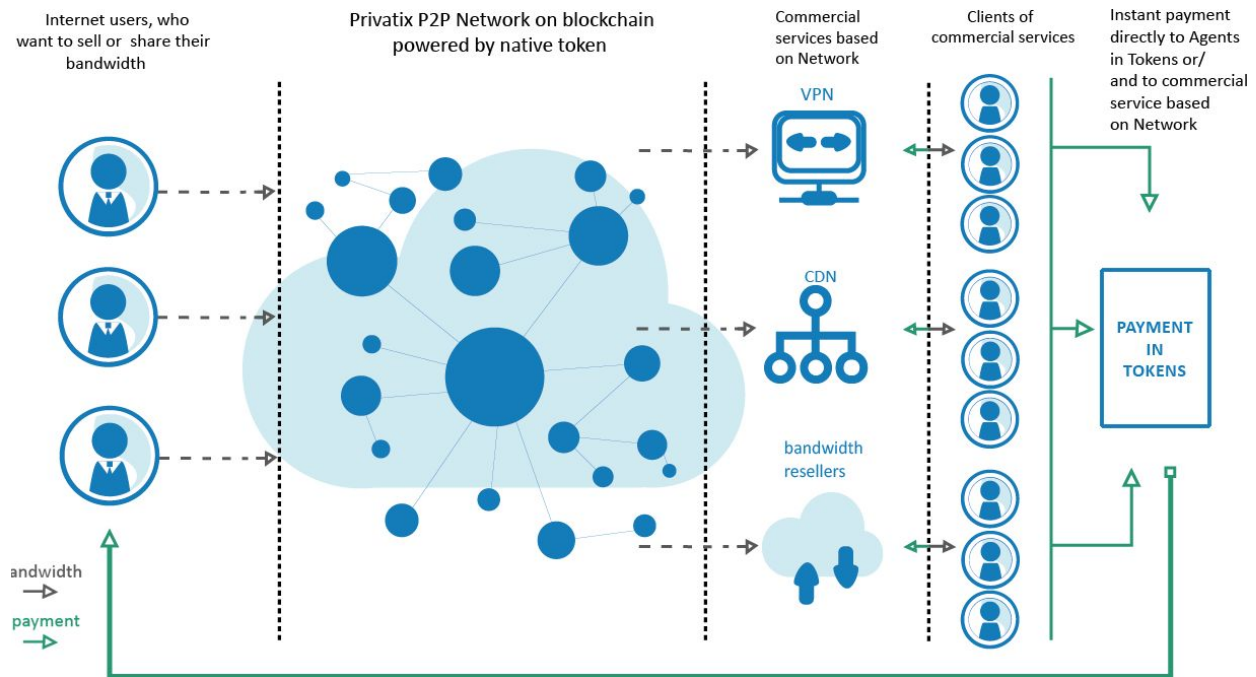 Internet users, who
want to sell or share their
bandwidth
Privatix P2P Network on blockchain
powered by native token
Commercial
services based
on Network
Clients of
commercial services
Instant payment
directly to Agents
in Tokens or/
and to commercial
service based
on Network
VPN
CDN
bandwidth
resellers
PAYMENT
IN
TOKENS
andwidth
payment